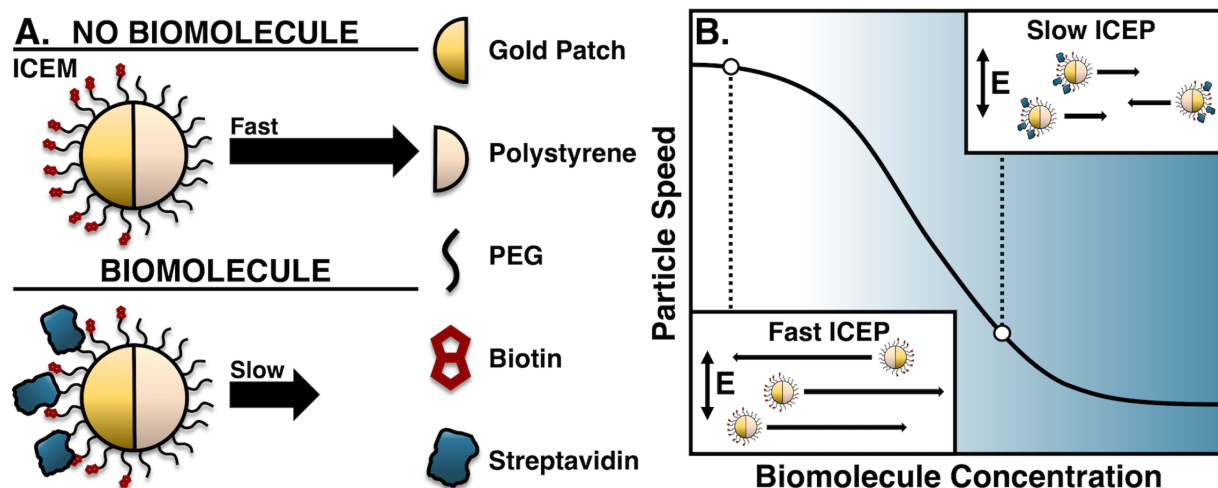 A. NO BIOMOLECULE
ICEM
Fast
BIOMOLECULE
Slow
Gold Patch
Polystyrene
PEG
Biotin
Streptavidin
B.
Particle Speed
Slow ICEP
E
Fast ICEP
E
Biomolecule Concentration